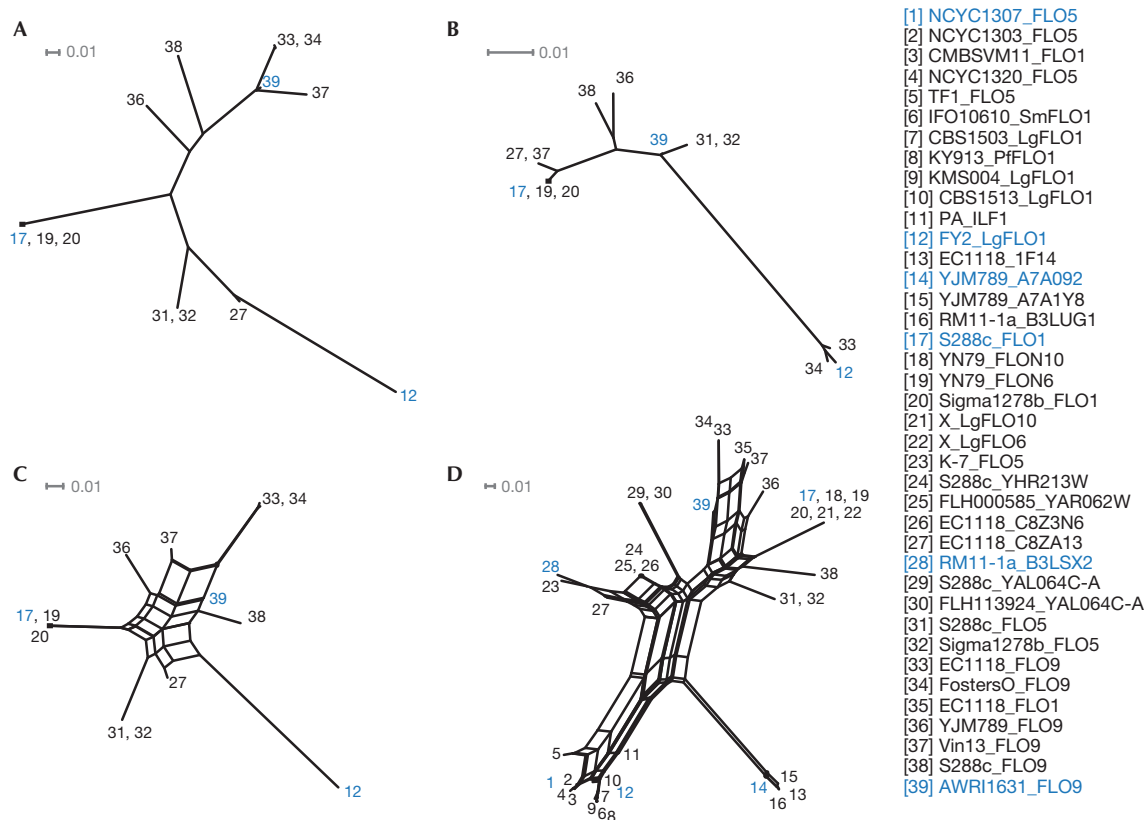 A
0.01
38
33, 34
39
37
36
17, 19, 20
31, 32
27
12
B
0.01
36
38
39
31, 32
27, 37
17, 19, 20
33
34
12
C
0.01
33, 34
37
36
39
17, 19
20
38
27
31, 32
12
D
0.01
34
33
35
37
36
29, 30
39
17, 18, 19
20, 21, 22
24
25, 26
28
23
27
38
31, 32
5
11
1
2
10
12
4
3
7
9
6
8
14
15
13
16
[1] NCYC1307_FLO5
[2] NCYC1303_FLO5
[3] CMBSVM11_FLO1
[4] NCYC1320_FLO5
[5] TF1_FLO5
[6] IFO10610_SmFLO1
[7] CBS1503_LgFLO1
[8] KY913_PfFLO1
[9] KMS004_LgFLO1
[10] CBS1513_LgFLO1
[11] PA_ILF1
[12] FY2_LgFLO1
[13] EC1118_1F14
[14] YJM789_A7A092
[15] YJM789_A7A1Y8
[16] RM11-1a_B3LUG1
[17] S288c_FLO1
[18] YN79_FLON10
[19] YN79_FLON6
[20] Sigma1278b_FLO1
[21] X_LgFLO10
[22] X_LgFLO6
[23] K-7_FLO5
[24] S288c_YHR213W
[25] FLH000585_YAR062W
[26] EC1118_C8Z3N6
[27] EC1118_C8ZA13
[28] RM11-1a_B3LSX2
[29] S288c_YAL064C-A
[30] FLH113924_YAL064C-A
[31] S288c_FLO5
[32] Sigma1278b_FLO5
[33] EC1118_FLO9
[34] FostersO_FLO9
[35] EC1118_FLO1
[36] YJM789_FLO9
[37] Vin13_FLO9
[38] S288c_FLO9
[39] AWRI1631_FLO9